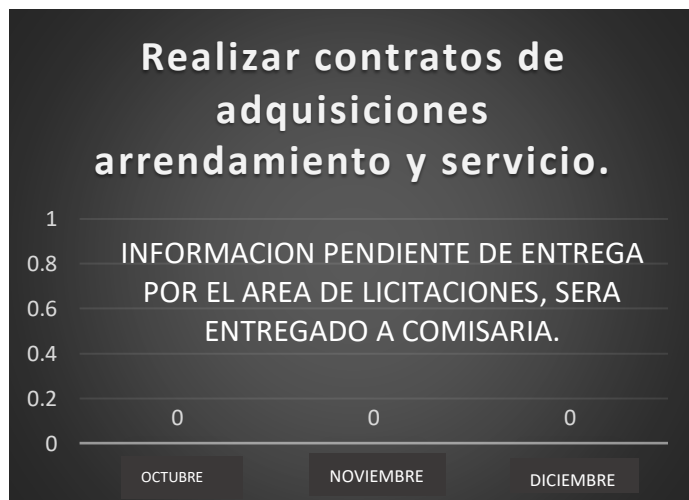 Realizar contratos de
adquisiciones
arrendamiento y servicio.
1
INFORMACION PENDIENTE DE ENTREGA
0.8
POR EL AREA DE LICITACIONES, SERA
0.6
ENTREGADO A COMISARIA.
0.4
0.2
0 0 0
0
OCTUBRE NOVIEMBRE DICIEMBRE